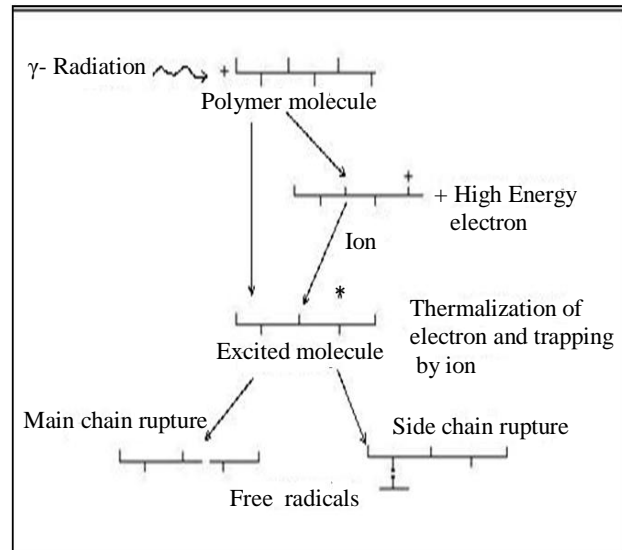 γ- Radiation
+
Polymer molecule
+
+ High Energy
electron
Ion
*
Thermalization of
electron and trapping
by ion
Excited molecule
Main chain rupture
Side chain rupture
Free radicals